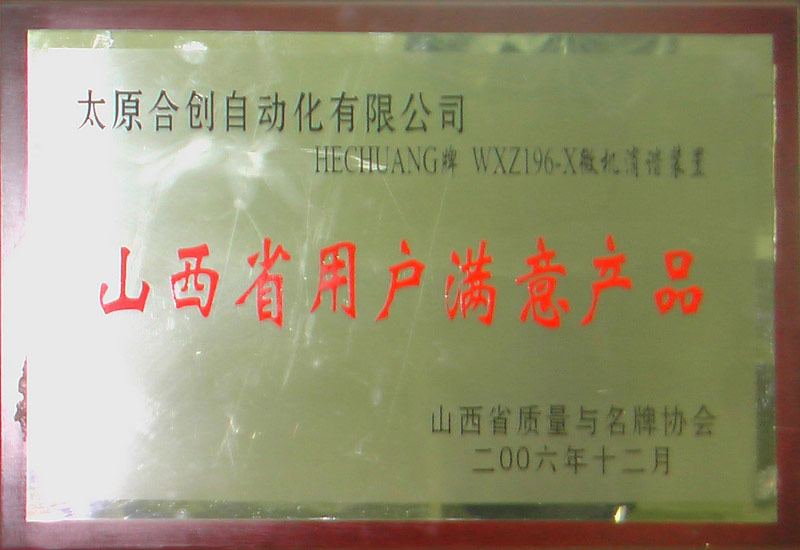 太原合创自动化有限公司
HECHUANG牌 WXZ196-X微机消谐装置
山西省用户满意产品
山西省质量与名牌协会
二00六年十二月